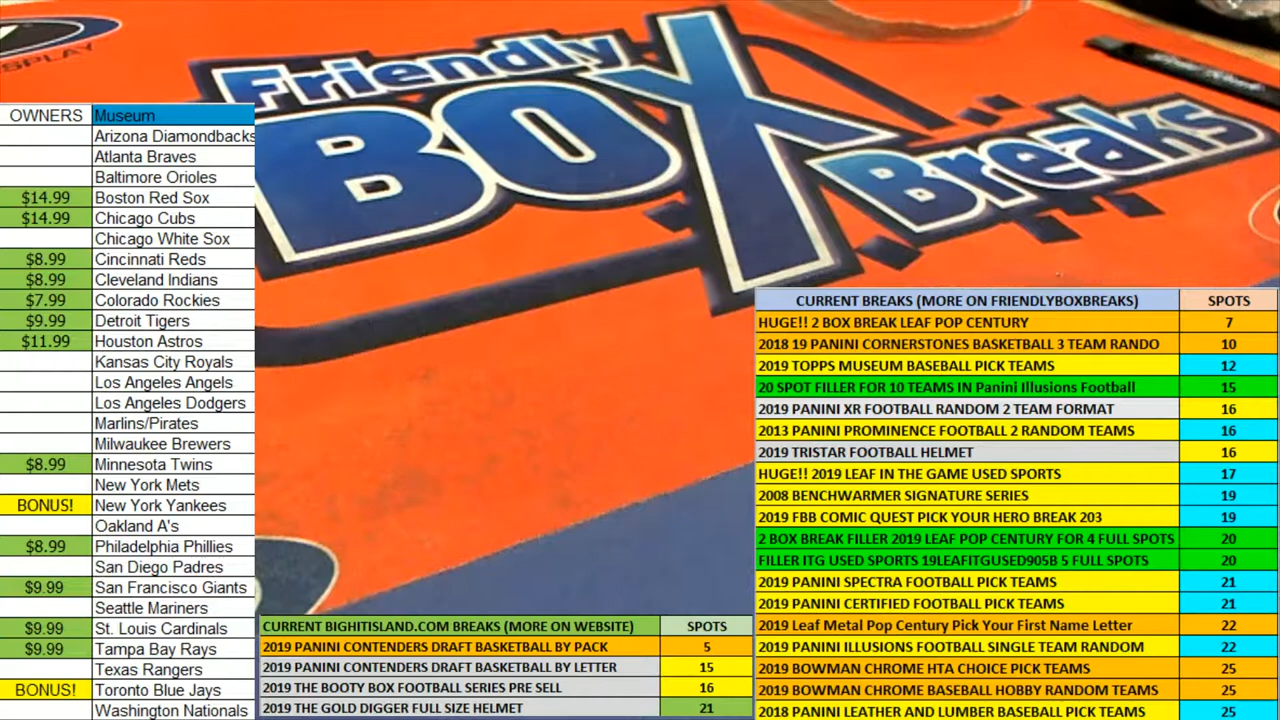 DISPLAY
Friendly
BOX
Breaks
OWNERS Museum
Arizona Diamondbacks
Atlanta Braves
Baltimore Orioles
$14.99 Boston Red Sox
$14.99 Chicago Cubs
Chicago White Sox
$8.99 Cincinnati Reds
$8.99 Cleveland Indians
$7.99 Colorado Rockies
$9.99 Detroit Tigers
$11.99 Houston Astros
Kansas City Royals
Los Angeles Angels
Los Angeles Dodgers
Marlins/Pirates
Milwaukee Brewers
$8.99 Minnesota Twins
New York Mets
BONUS! New York Yankees
Oakland A's
$8.99 Philadelphia Phillies
San Diego Padres
$9.99 San Francisco Giants
Seattle Mariners
$9.99 St. Louis Cardinals
$9.99 Tampa Bay Rays
Texas Rangers
BONUS! Toronto Blue Jays
Washington Nationals
CURRENT BIGHITISLAND.COM BREAKS (MORE ON WEBSITE) SPOTS
2019 PANINI CONTENDERS DRAFT BASKETBALL BY PACK 5
2019 PANINI CONTENDERS DRAFT BASKETBALL BY LETTER 15
2019 THE BOOTY BOX FOOTBALL SERIES PRE SELL 16
2019 THE GOLD DIGGER FULL SIZE HELMET 21
CURRENT BREAKS (MORE ON FRIENDLYBOXBREAKS) SPOTS
HUGE!! 2 BOX BREAK LEAF POP CENTURY 7
2018 19 PANINI CORNERSTONES BASKETBALL 3 TEAM RANDO 10
2019 TOPPS MUSEUM BASEBALL PICK TEAMS 12
20 SPOT FILLER FOR 10 TEAMS IN Panini Illusions Football 15
2019 PANINI XR FOOTBALL RANDOM 2 TEAM FORMAT 16
2013 PANINI PROMINENCE FOOTBALL 2 RANDOM TEAMS 16
2019 TRISTAR FOOTBALL HELMET 16
HUGE!! 2019 LEAF IN THE GAME USED SPORTS 17
2008 BENCHWARMER SIGNATURE SERIES 19
2019 FBB COMIC QUEST PICK YOUR HERO BREAK 203 19
2 BOX BREAK FILLER 2019 LEAF POP CENTURY FOR 4 FULL SPOTS 20
FILLER ITG USED SPORTS 19LEAFITGUSED905B 5 FULL SPOTS 20
2019 PANINI SPECTRA FOOTBALL PICK TEAMS 21
2019 PANINI CERTIFIED FOOTBALL PICK TEAMS 21
2019 Leaf Metal Pop Century Pick Your First Name Letter 22
2019 PANINI ILLUSIONS FOOTBALL SINGLE TEAM RANDOM 22
2019 BOWMAN CHROME HTA CHOICE PICK TEAMS 25
2019 BOWMAN CHROME BASEBALL HOBBY RANDOM TEAMS 25
2018 PANINI LEATHER AND LUMBER BASEBALL PICK TEAMS 25